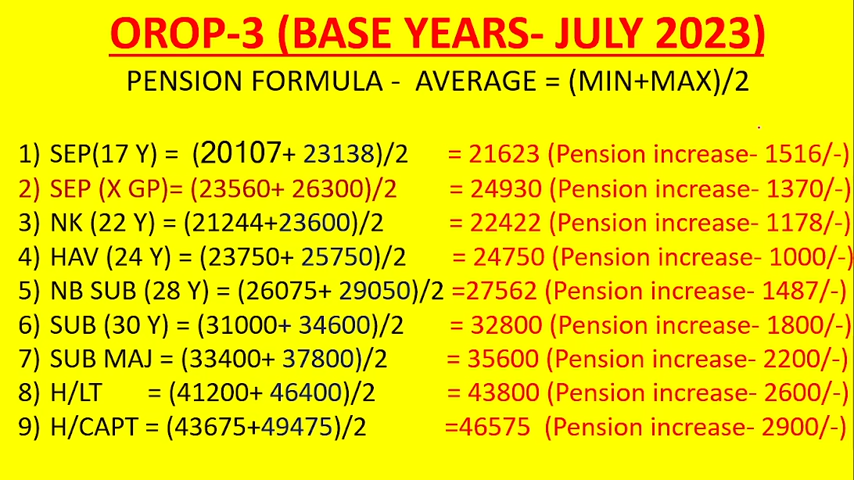 OROP-3 (BASE YEARS- JULY 2023)
PENSION FORMULA - AVERAGE = (MIN+MAX)/2
1) SEP(17 Y) = (20107+ 23138)/2 = 21623 (Pension increase- 1516/-)
2) SEP (X GP)= (23560+ 26300)/2 = 24930 (Pension increase- 1370/-)
3) NK (22 Y) = (21244+23600)/2 = 22422 (Pension increase- 1178/-)
4) HAV (24 Y) = (23750+ 25750)/2 = 24750 (Pension increase- 1000/-)
5) NB SUB (28 Y) = (26075+ 29050)/2 =27562 (Pension increase- 1487/-)
6) SUB (30 Y) = (31000+ 34600)/2 = 32800 (Pension increase- 1800/-)
7) SUB MAJ = (33400+ 37800)/2 = 35600 (Pension increase- 2200/-)
8) H/LT = (41200+ 46400)/2 = 43800 (Pension increase- 2600/-)
9) H/CAPT = (43675+49475)/2 =46575 (Pension increase- 2900/-)